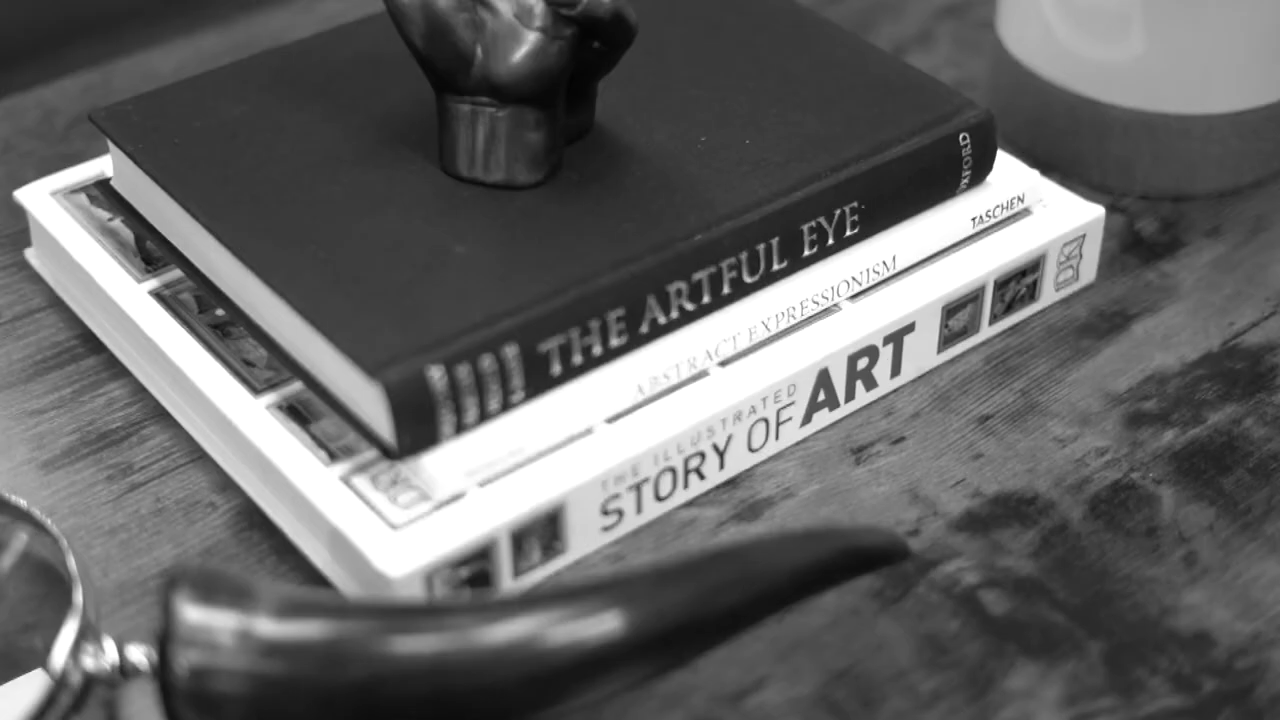 THE ARTFUL EYE
OXFORD
ABSTRACT EXPRESSIONISM
TASCHEN
THE ILLUSTRATED
STORY OF ART
DK